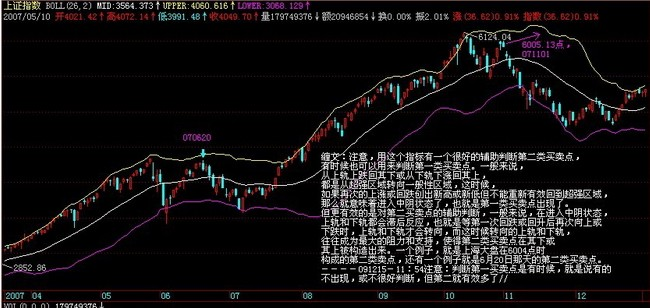 上证指数 BOLL(26,2) MID:3564.373↑UPPER:4060.616↑LOWER:3068.129↑
2007/05/10 开4021.42↑高4072.14↑低3991.48↑收4049.70↑量179749376↓额20946854↓换0.00% 振2.01% 涨(36.62)0.91% 指数(36.62)0.91%
6124.04
6005.13点，
071101
070620
缠文：注意，用这个指标有一个很好的辅助判断第二类买卖点，
有时候也可以用来判断第一类买卖点。一般来说，
从上轨上跌回其下或从下轨下涨回其上，
都是从超强区域转向一般性区域，这时候，
如果再次的上涨或回跌创出新高或新低但不能重新有效回到超强区域，
那么就意味着进入中阴状态了，也就是第一类买卖点出现了。
但更有效的是对第二类买卖点的辅助判断，一般来说，在进入中阴状态，
上轨和下轨都会滞后反应，也就是等第一次回跌或回升后再次向上或
下跌时，上轨和下轨才会转向，而这时候转向的上轨和下轨，
往往成为最大的阻力和支持，使得第二类买卖点在其下或
其上被构造出来。一个例子，就是上海大盘在6004点时
构成的第二类卖点，还有一个例子就是6月20日那天的第二类卖点。
----091215-11：54注意：判断第一买卖点是有时候，就是说有的
不出现，或不很好判断，但第二就有效多了//
2852.86
2007 04 05 06 07 08 09 10 11 12
VOL(0,0,0) 179749376↓